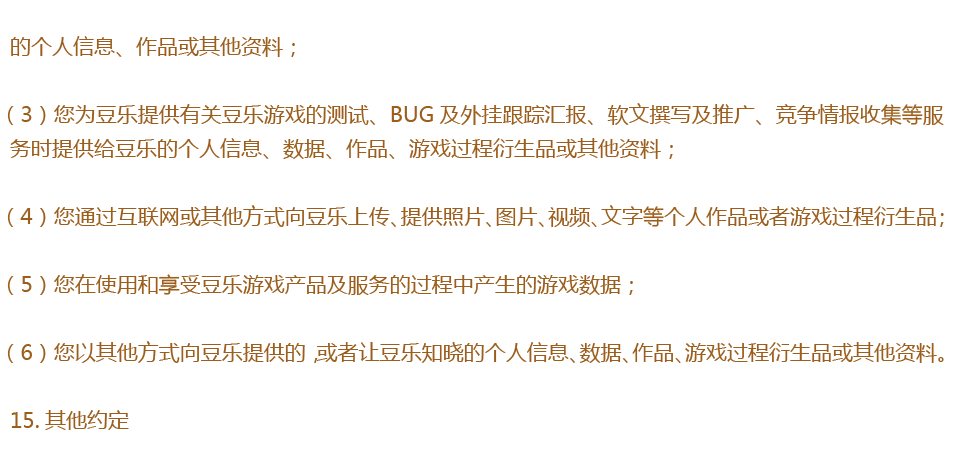 的个人信息、作品或其他资料；
（3）您为豆乐提供有关豆乐游戏的测试、BUG 及外挂跟踪汇报、软文撰写及推广、竞争情报收集等服
务时提供给豆乐的个人信息、数据、作品、游戏过程衍生品或其他资料；
（4）您通过互联网或其他方式向豆乐上传、提供照片、图片、视频、文字等个人作品或者游戏过程衍生品；
（5）您在使用和享受豆乐游戏产品及服务的过程中产生的游戏数据；
（6）您以其他方式向豆乐提供的，或者让豆乐知晓的个人信息、数据、作品、游戏过程衍生品或其他资料。
15. 其他约定